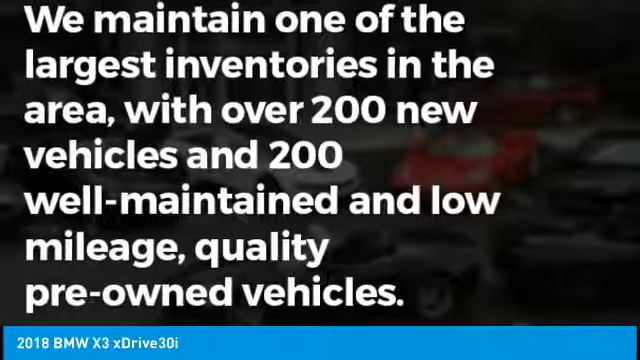 We maintain one of the
largest inventories in the
area, with over 200 new
vehicles and 200
well-maintained and low
mileage, quality
pre-owned vehicles.
2018 BMW X3 xDrive30i